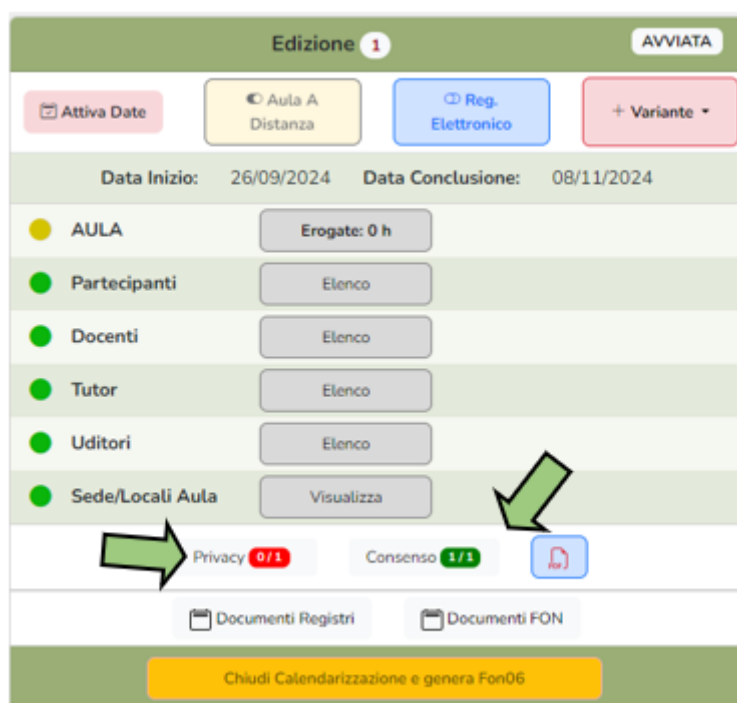 Edizione 1 AVVIATA
Attiva Date
Aula A
Distanza
Reg.
Elettronico
+ Variante
Data Inizio: 26/09/2024 Data Conclusione: 08/11/2024
AULA Erogate: 0 h
Partecipanti Elenco
Docenti Elenco
Tutor Elenco
Uditori Elenco
Sede/Locali Aula Visualizza
Privacy 0/1 Consenso 1/1 PDF
Documenti Registri Documenti FON
Chiudi Calendarizzazione e genera Fon06